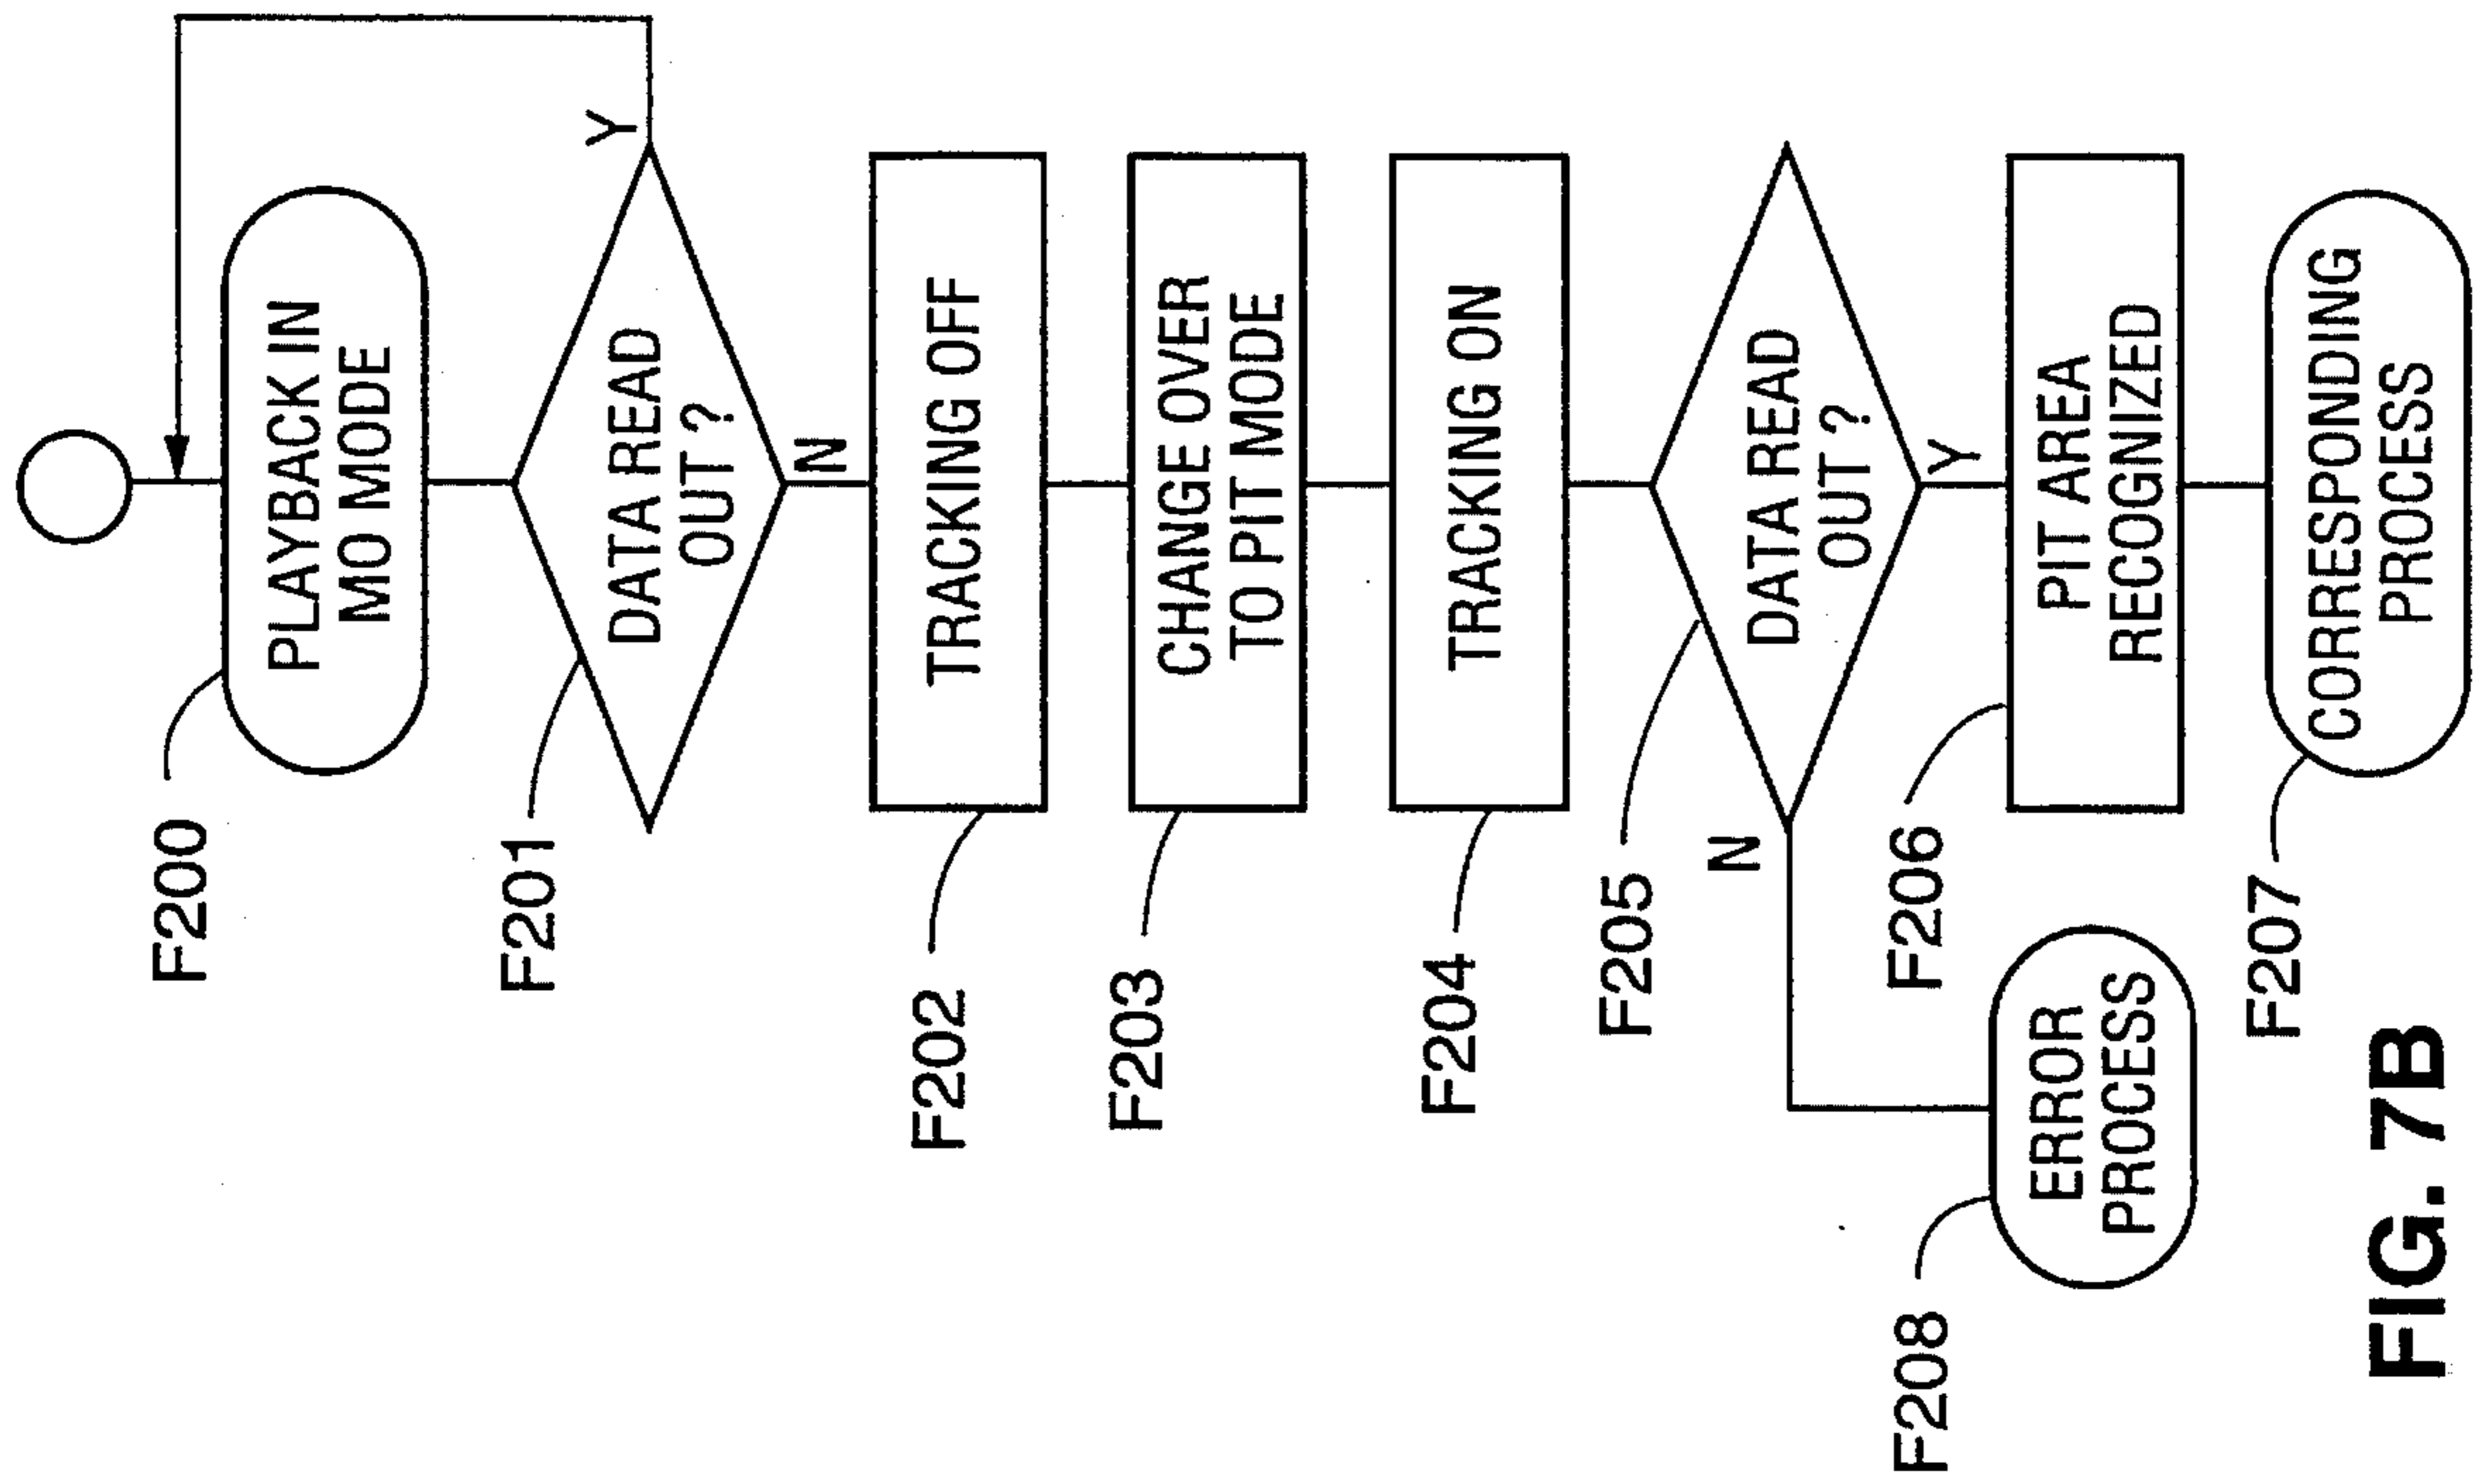 F200
PLAYBACK IN
MO MODE
F201
DATA READ
OUT ?
Y
N
F202
TRACKING OFF
F203
CHANGE OVER
TO PIT MODE
F204
TRACKING ON
F205
DATA READ
OUT ?
N
Y
F206
PIT AREA
RECOGNIZED
F208
ERROR
PROCESS
F207
CORRESPONDING
PROCESS
FIG. 7B